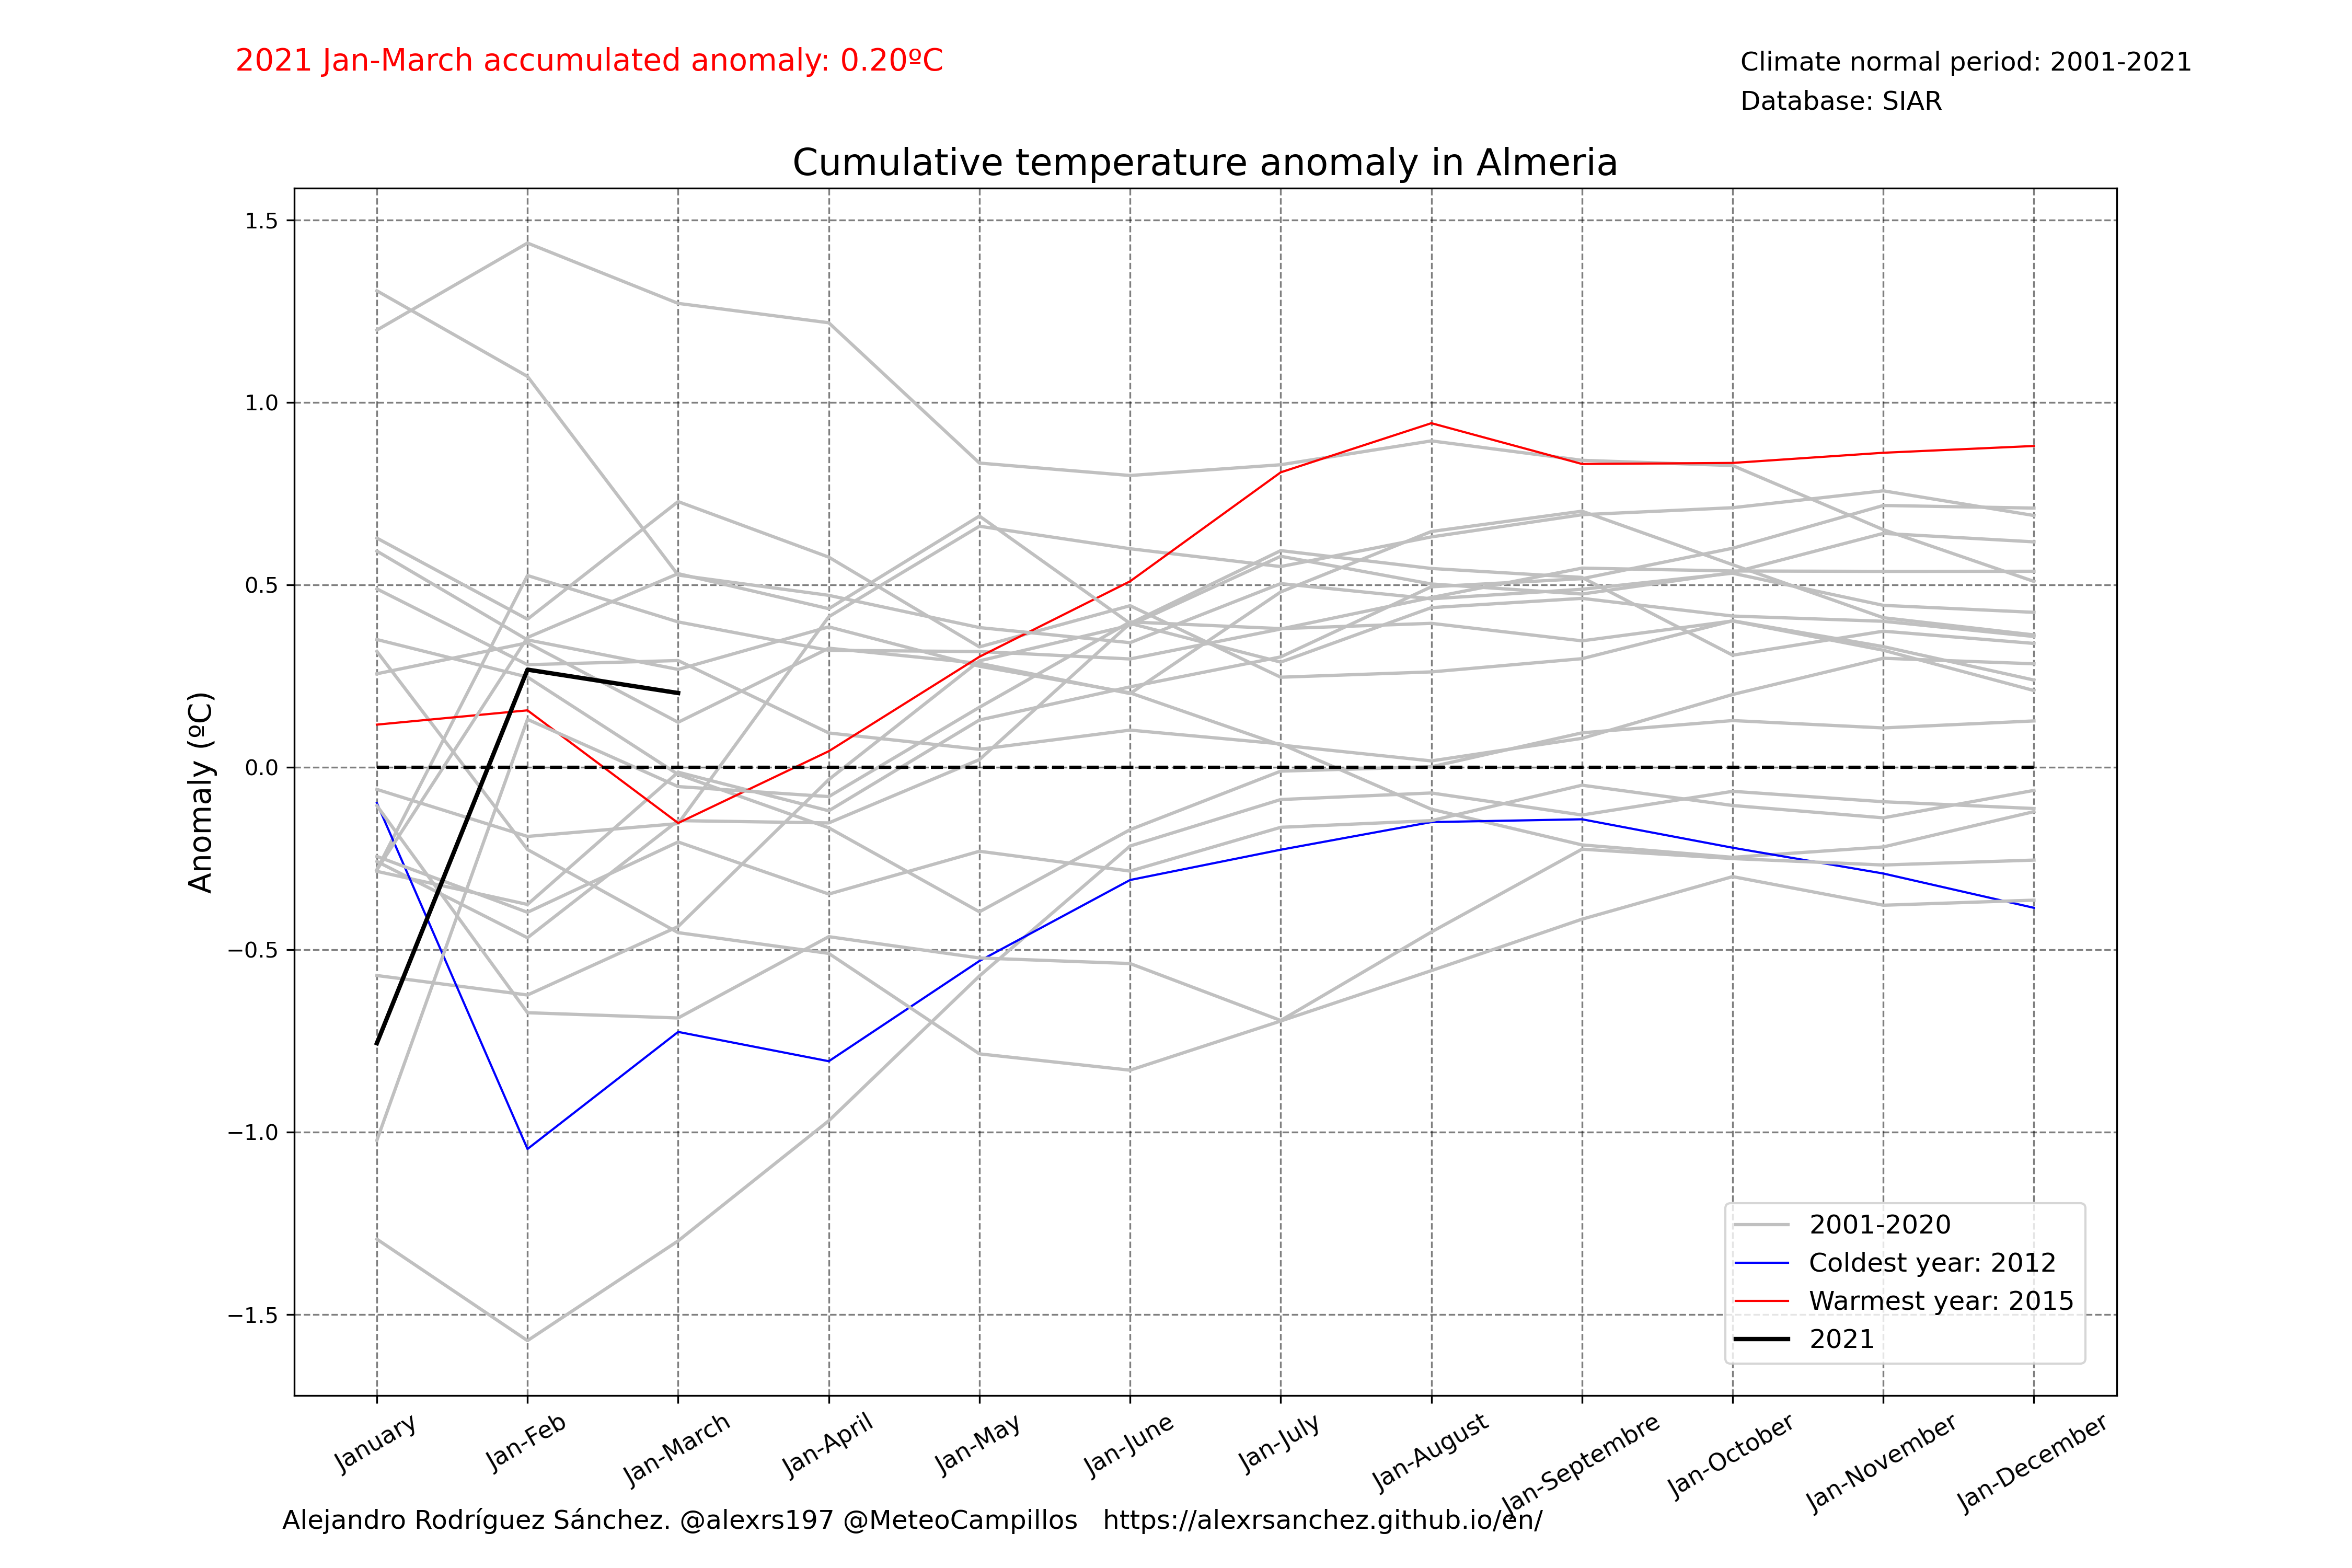 2021 Jan-March accumulated anomaly: 0.20ºC
Climate normal period: 2001-2021
Database: SIAR
Cumulative temperature anomaly in Almeria
Anomaly (ºC)
1.5
1.0
0.5
0.0
−0.5
−1.0
−1.5
2001-2020
Coldest year: 2012
Warmest year: 2015
2021
January
Jan-Feb
Jan-March
Jan-April
Jan-May
Jan-June
Jan-July
Jan-August
Jan-Septembre
Jan-October
Jan-November
Jan-December
Alejandro Rodríguez Sánchez. @alexrs197 @MeteoCampillos   https://alexrsanchez.github.io/en/